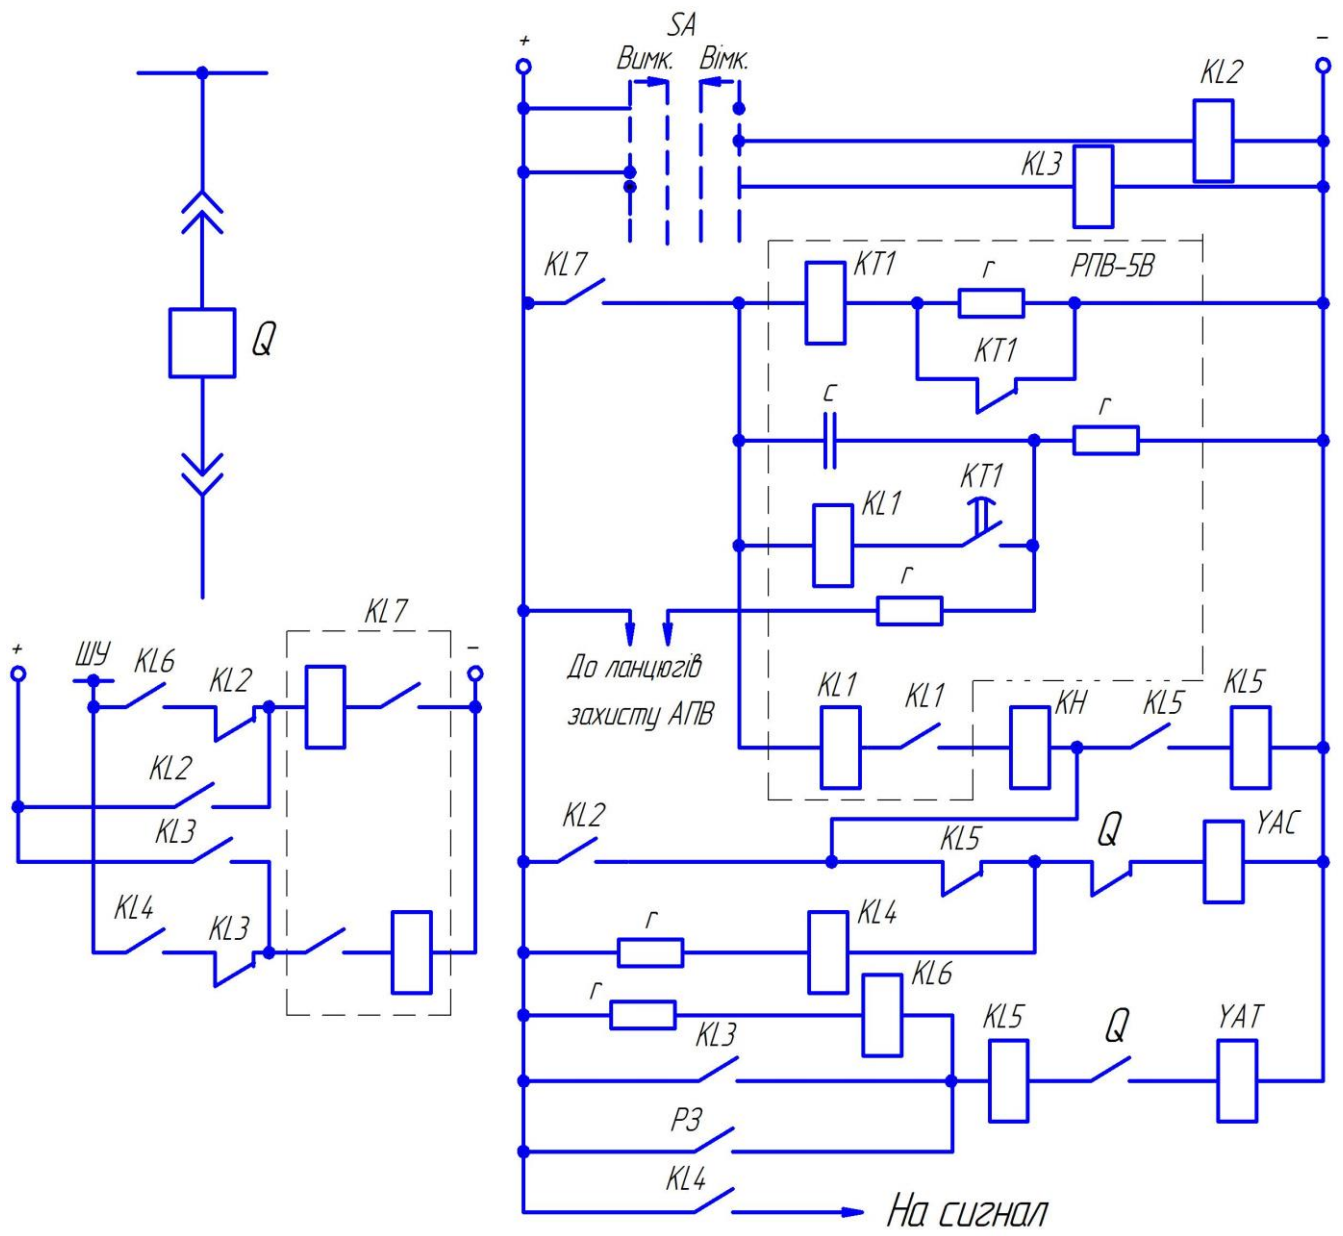 SA
+
-
Вимк.
Вімк.
KL2
KL3
KL7
KT1
r
РПВ-5В
Q
KT1
c
r
KT1
KL1
r
KL7
+
ШУ
KL6
KL2
-
До ланцюгів
захисту АПВ
KL1
KL1
KH
KL5
KL5
KL2
KL3
KL2
KL5
Q
YAC
KL4
KL3
r
KL4
r
KL6
KL3
KL5
Q
YAT
РЗ
KL4
На сигнал